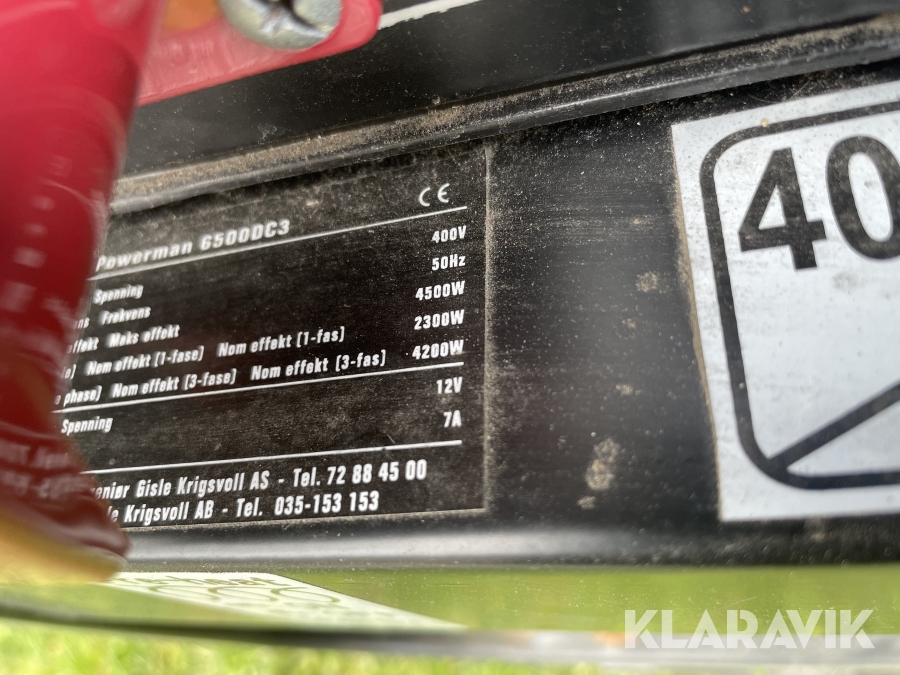 CE
Powerman 6500DC3
400V
Spenning 50Hz
Frekvens 4500W
Maks effekt 2300W
Nom effekt (1-fase) Nom effekt (1-fas) 4200W
phase) Nom effekt (3-fase) Nom effekt (3-fas)
12V
Spenning 7A
Gisle Krigsvoll AS - Tel. 72 88 45 00
Krigsvoll AB - Tel. 035-153 153
40
KLARAVIK